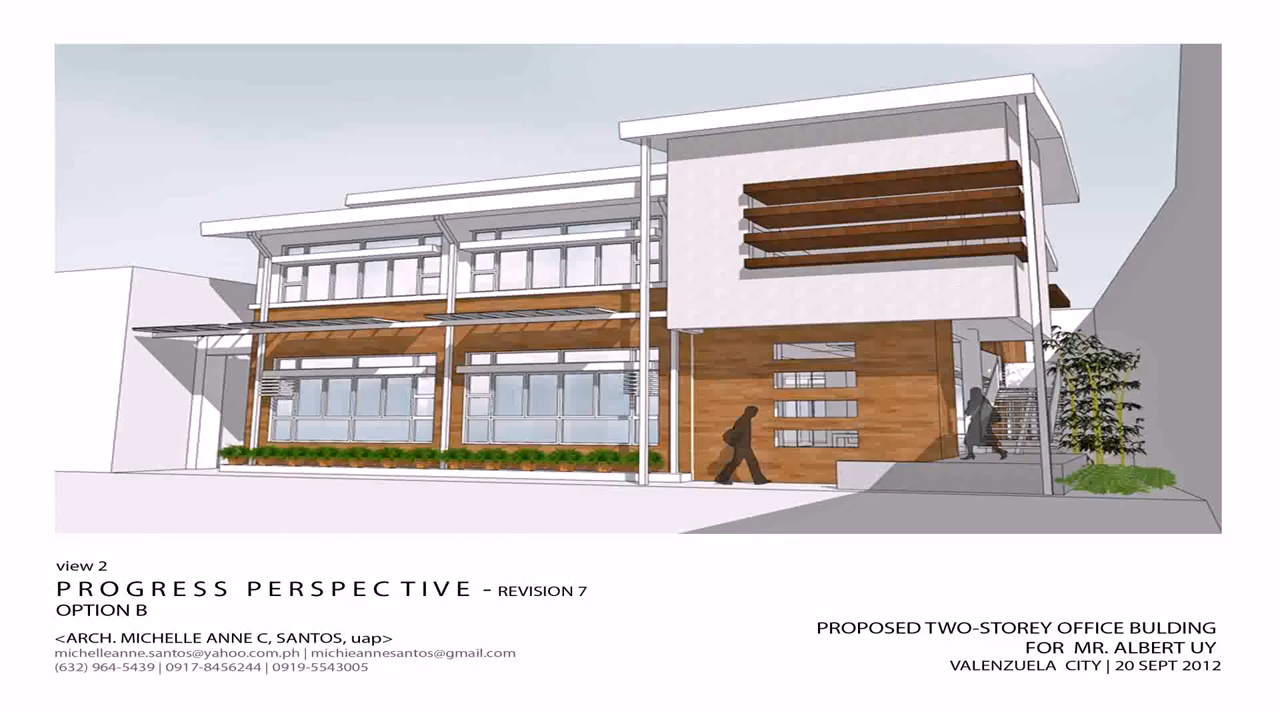 view 2
PROGRESS PERSPECTIVE - REVISION 7
OPTION B
<ARCH. MICHELLE ANNE C, SANTOS, uap>
michelleanne.santos@yahoo.com.ph | michieannesantos@gmail.com
(632) 964-5439 | 0917-8456244 | 0919-5543005
PROPOSED TWO-STOREY OFFICE BULDING
FOR MR. ALBERT UY
VALENZUELA CITY | 20 SEPT 2012